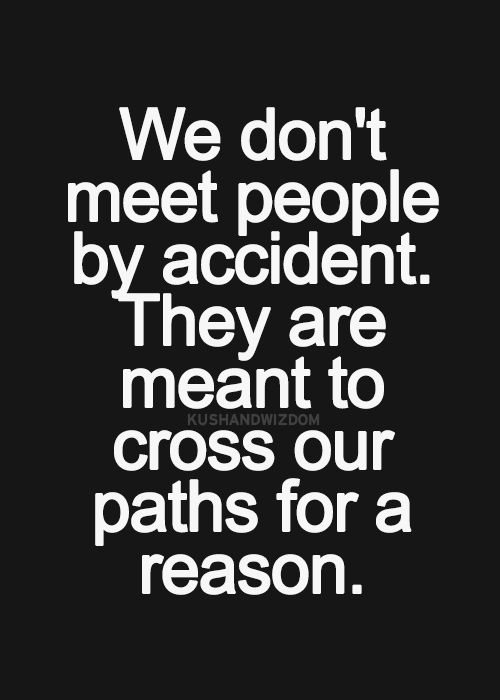 We don't
meet people
by accident.
They are
meant to
KUSHANDWIZDOM
cross our
paths for a
reason.